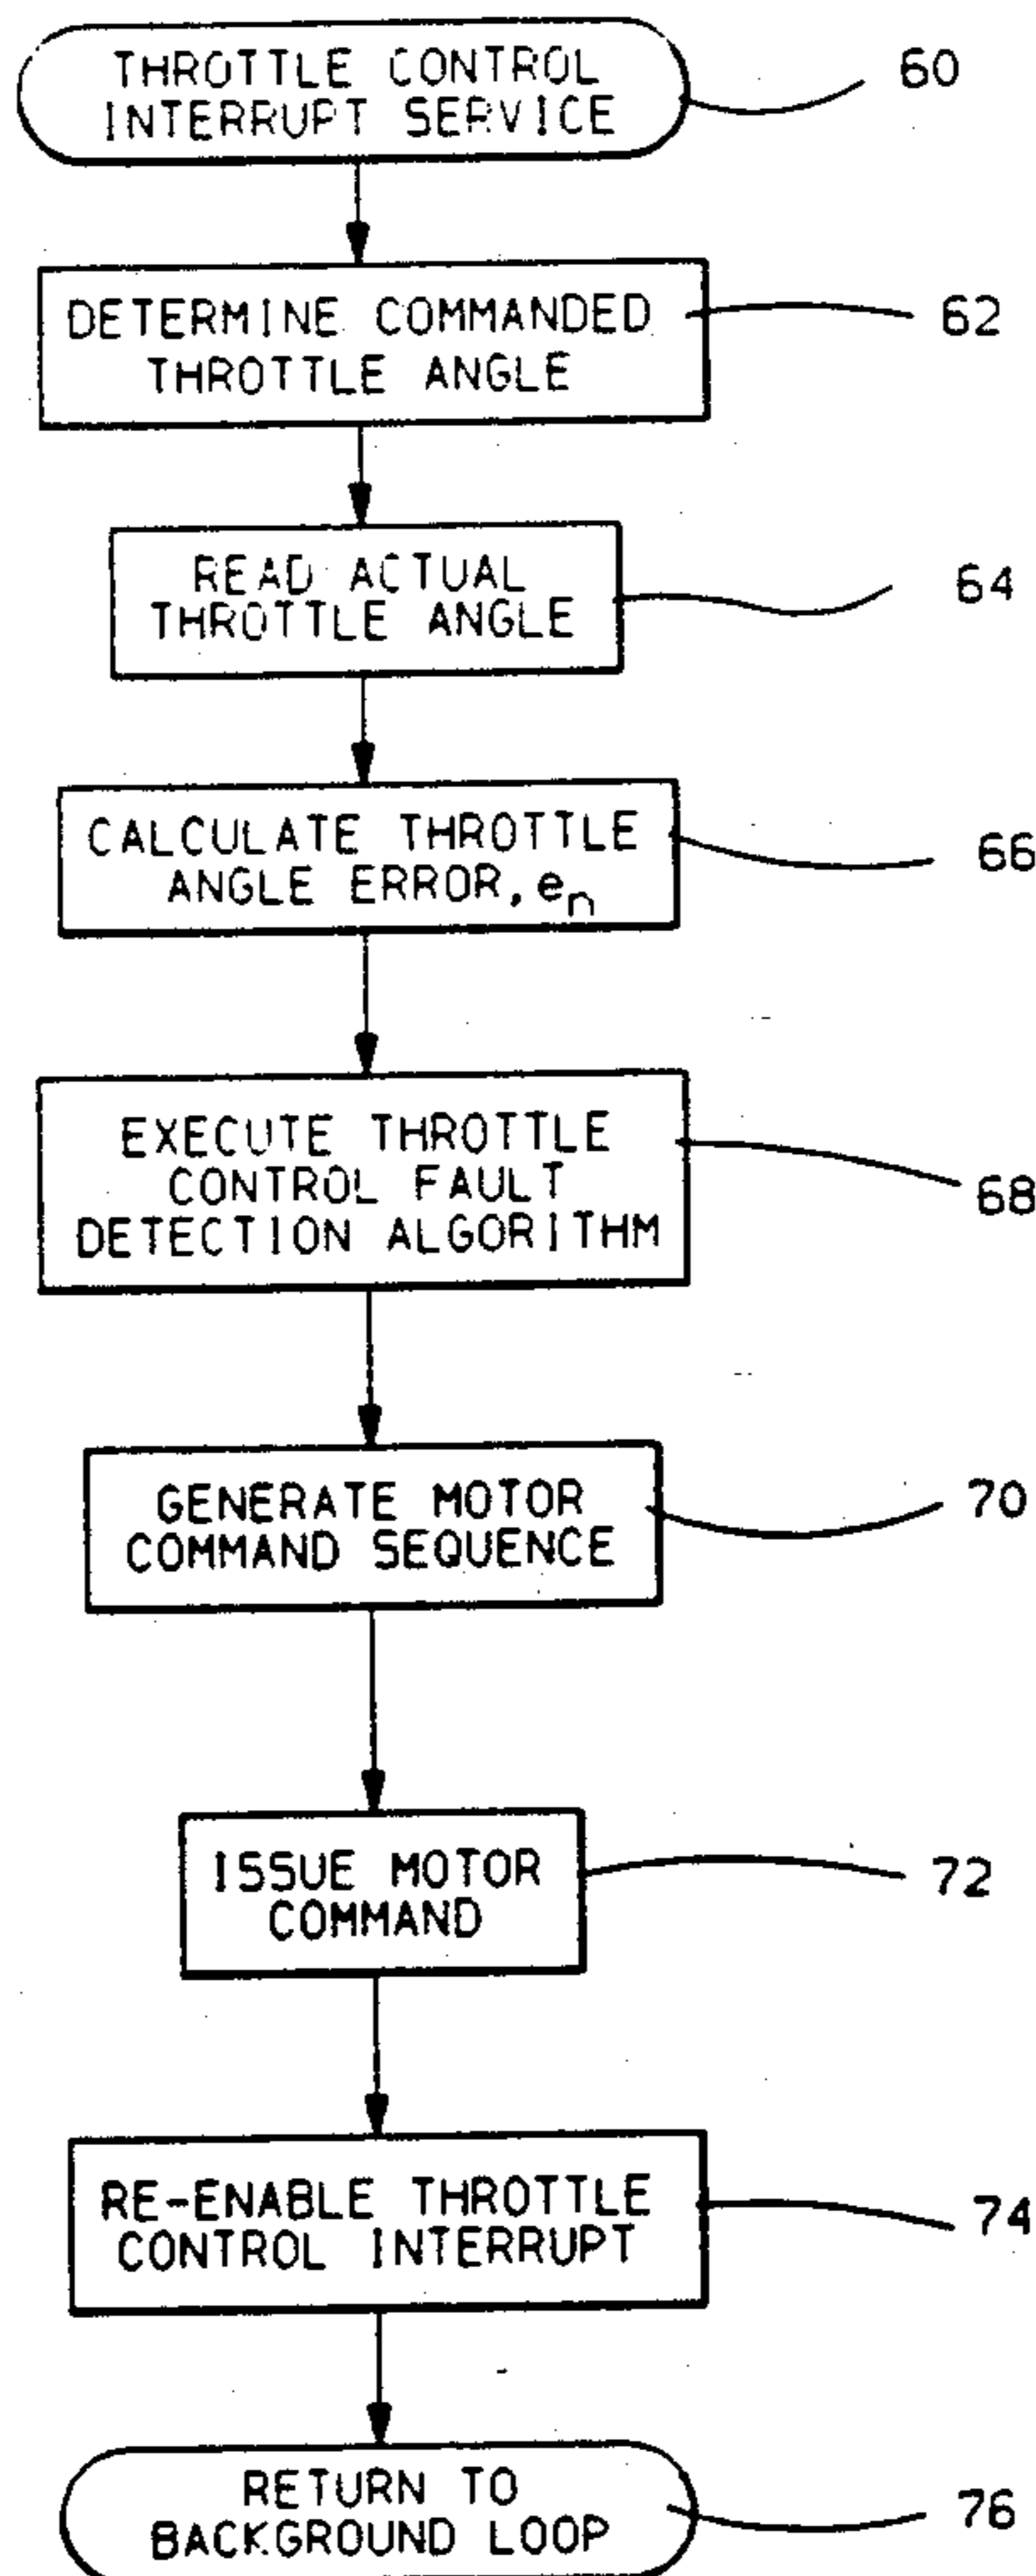 THROTTLE CONTROL
INTERRUPT SERVICE
60
DETERMINE COMMANDED
THROTTLE ANGLE
62
READ ACTUAL
THROTTLE ANGLE
64
CALCULATE THROTTLE
ANGLE ERROR, en
66
EXECUTE THROTTLE
CONTROL FAULT
DETECTION ALGORITHM
68
GENERATE MOTOR
COMMAND SEQUENCE
70
ISSUE MOTOR
COMMAND
72
RE-ENABLE THROTTLE
CONTROL INTERRUPT
74
RETURN TO
BACKGROUND LOOP
76